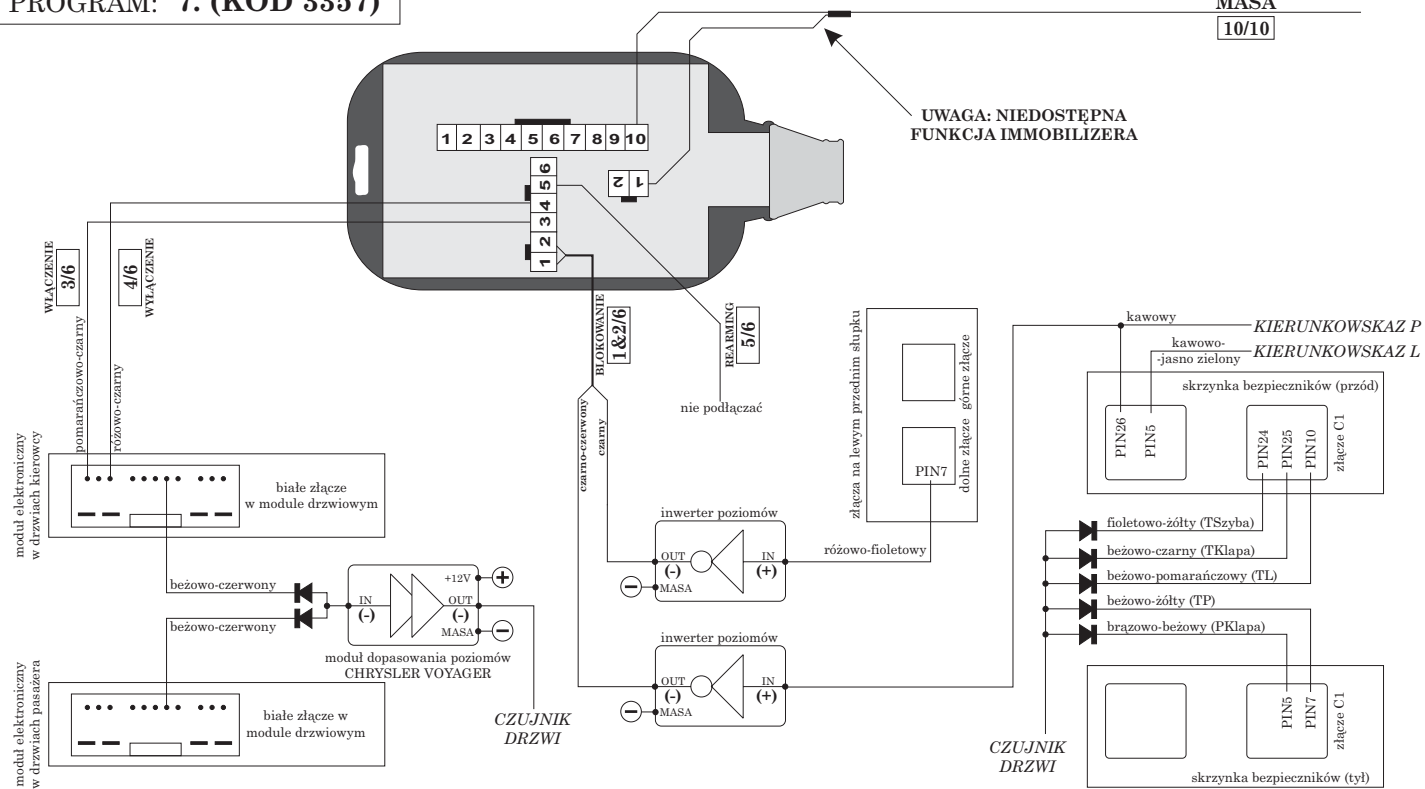 PROGRAM: 7. (KOD 3357)
MASA
10/10
UWAGA: NIEDOSTĘPNA
FUNKCJA IMMOBILIZERA
1 2 3 4 5 6 7 8 9 10
6
5
4
3
2
1
2 1
WŁĄCZENIE
3/6
4/6
WYŁĄCZENIE
pomarańczowo-czarny
różowo-czarny
BLOKOWANIE
1&2/6
REARMING
5/6
nie podłączać
czarno-czerwony
czarny
złącza na lewym przednim słupku
górne złącze
dolne złącze
PIN7
kawowy
KIERUNKOWSKAZ P
kawowo-
-jasno zielony
KIERUNKOWSKAZ L
skrzynka bezpieczników (przód)
PIN26
PIN5
PIN24
PIN25
PIN10
złącze C1
moduł elektroniczny
w drzwiach kierowcy
białe złącze
w module drzwiowym
inwerter poziomów
OUT
(-)
IN
(+)
MASA
różowo-fioletowy
fioletowo-żółty (TSzyba)
beżowo-czarny (TKlapa)
beżowo-pomarańczowy (TL)
beżowo-żółty (TP)
brązowo-beżowy (PKlapa)
beżowo-czerwony
beżowo-czerwony
+12V
IN
(-)
OUT
(-)
MASA
moduł dopasowania poziomów
CHRYSLER VOYAGER
inwerter poziomów
OUT
(-)
IN
(+)
MASA
moduł elektroniczny
w drzwiach pasażera
białe złącze w
module drzwiowym
CZUJNIK
DRZWI
CZUJNIK
DRZWI
PIN5
PIN7
złącze C1
skrzynka bezpieczników (tył)